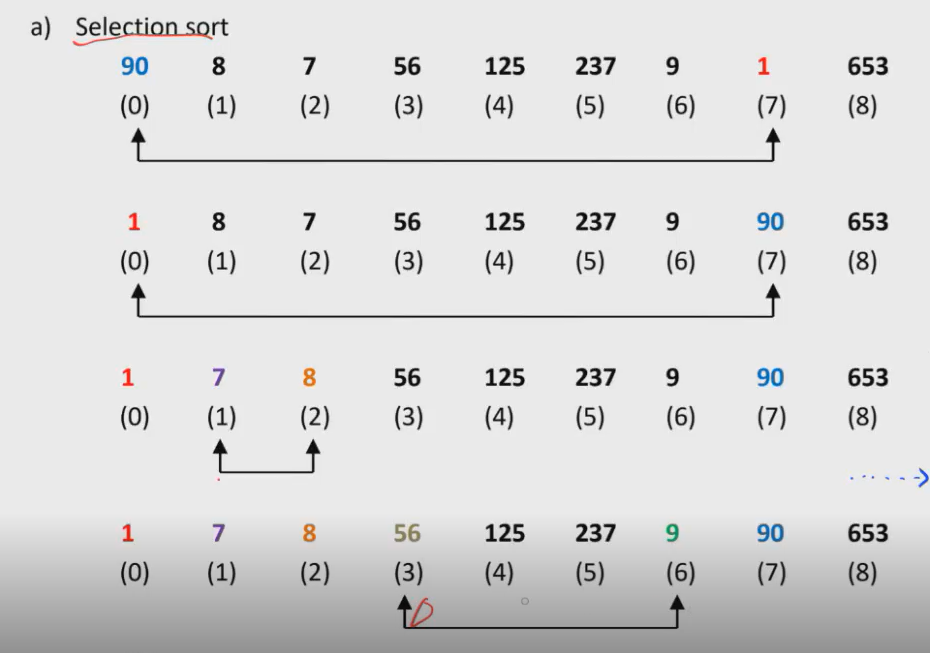 a) Selection sort
90 8 7 56 125 237 9 1 653
(0) (1) (2) (3) (4) (5) (6) (7) (8)
1 8 7 56 125 237 9 90 653
(0) (1) (2) (3) (4) (5) (6) (7) (8)
1 7 8 56 125 237 9 90 653
(0) (1) (2) (3) (4) (5) (6) (7) (8)
1 7 8 56 125 237 9 90 653
(0) (1) (2) (3) (4) (5) (6) (7) (8)